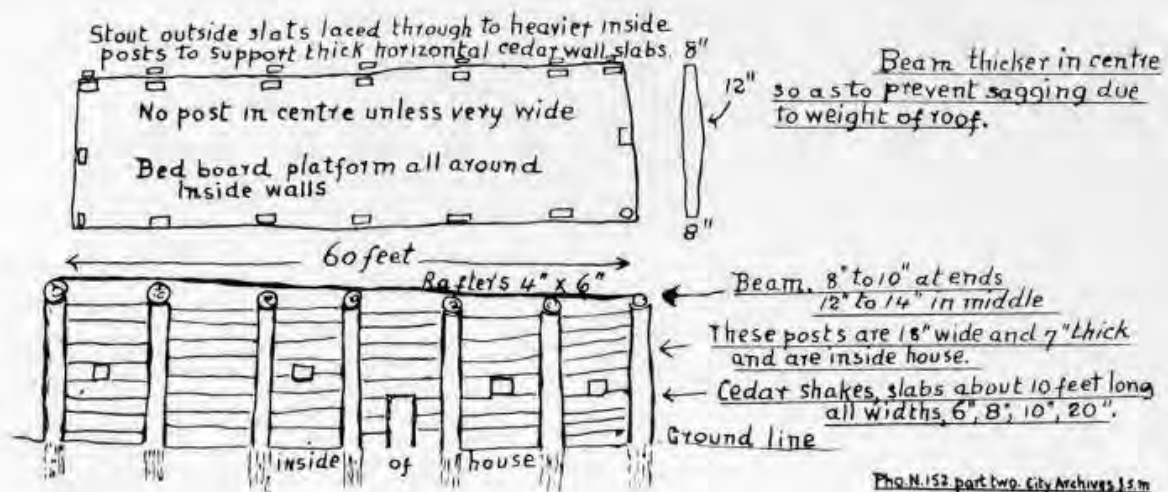 Stout outside slats laced through to heavier inside
posts to support thick horizontal cedar wall slabs.
8"
12"
8"
Beam thicker in centre
so as to prevent sagging due
to weight of roof.
No post in centre unless very wide
Bed board platform all around
Inside walls
60 feet
Rafters 4" x 6"
Beam. 8" to 10" at ends
12" to 14" in middle
These posts are 18" wide and 7" thick
and are inside house.
Cedar shakes, slabs about 10 feet long
all widths, 6", 8", 10", 20".
Ground line
inside of house
Pho. N. 152. part two. City Archives J.S.M